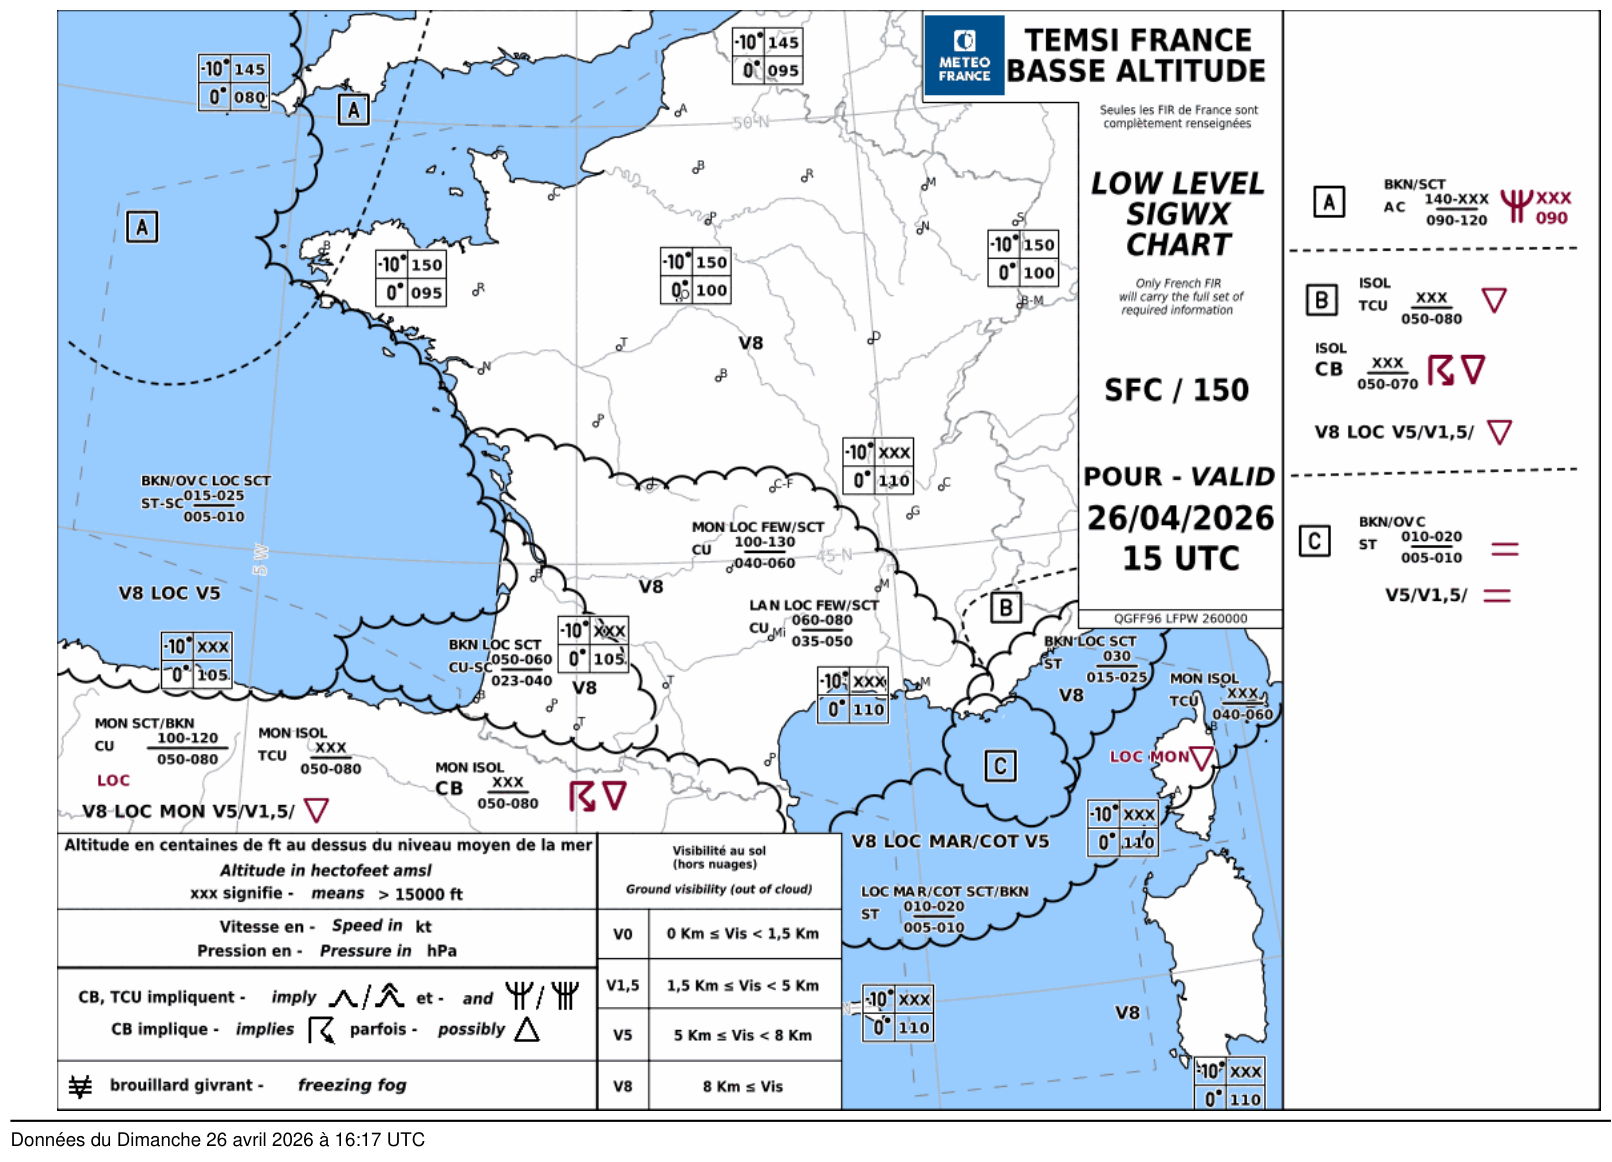 -10° 145
0° 080
-10° 145
0° 095
METEO
FRANCE
TEMSI FRANCE
BASSE ALTITUDE
Seules les FIR de France sont
complètement renseignées
LOW LEVEL
SIGWX
CHART
Only French FIR
will carry the full set of
required information
SFC / 150
POUR - VALID
26/04/2026
15 UTC
QGFF96 LFPW 260000
A
A
50°N
A
B
R
C
C
P
M
N
S
B
R
-10° 150
0° 095
-10° 150
0° 100
-10° 150
0° 100
B-M
T
V8
D
B
N
P
-10° XXX
0° 110
C-F
L
C
G
BKN/OVC LOC SCT
ST-SC 015-025
005-010
5 W
V8 LOC V5
MON LOC FEW/SCT
CU 100-130
040-060
45 N
B
V8
M
LAN LOC FEW/SCT
CU 060-080
035-050
Mi
B
-10° XXX
0° 105
BKN LOC SCT
CU-SC 050-060
023-040
-10° XXX
0° 105
V8
B
P
T
T
-10° XXX
0° 110
M
P
BKN LOC SCT
ST 030
015-025
N
V8
MON ISOL
TCU XXX
040-060
B
LOC MON
A
C
MON SCT/BKN
CU 100-120
050-080
LOC
MON ISOL
TCU XXX
050-080
V8 LOC MON V5/V1,5/
MON ISOL
CB XXX
050-080
V8 LOC MAR/COT V5
-10° XXX
0° 110
LOC MAR/COT SCT/BKN
ST 010-020
005-010
-10° XXX
0° 110
V8
-10° XXX
0° 110
A BKN/SCT
AC 140-XXX
090-120
XXX
090
B ISOL
TCU XXX
050-080
ISOL
CB XXX
050-070
V8 LOC V5/V1,5/
C BKN/OVC
ST 010-020
005-010
V5/V1,5/
Altitude en centaines de ft au dessus du niveau moyen de la mer
Altitude in hectofeet amsl
xxx signifie - means > 15000 ft
Vitesse en - Speed in kt
Pression en - Pressure in hPa
CB, TCU impliquent - imply / et - and /
CB implique - implies parfois - possibly
brouillard givrant - freezing fog
Visibilité au sol
(hors nuages)
Ground visibility (out of cloud)
V0 0 Km ≤ Vis < 1,5 Km
V1,5 1,5 Km ≤ Vis < 5 Km
V5 5 Km ≤ Vis < 8 Km
V8 8 Km ≤ Vis
Données du Dimanche 26 avril 2026 à 16:17 UTC